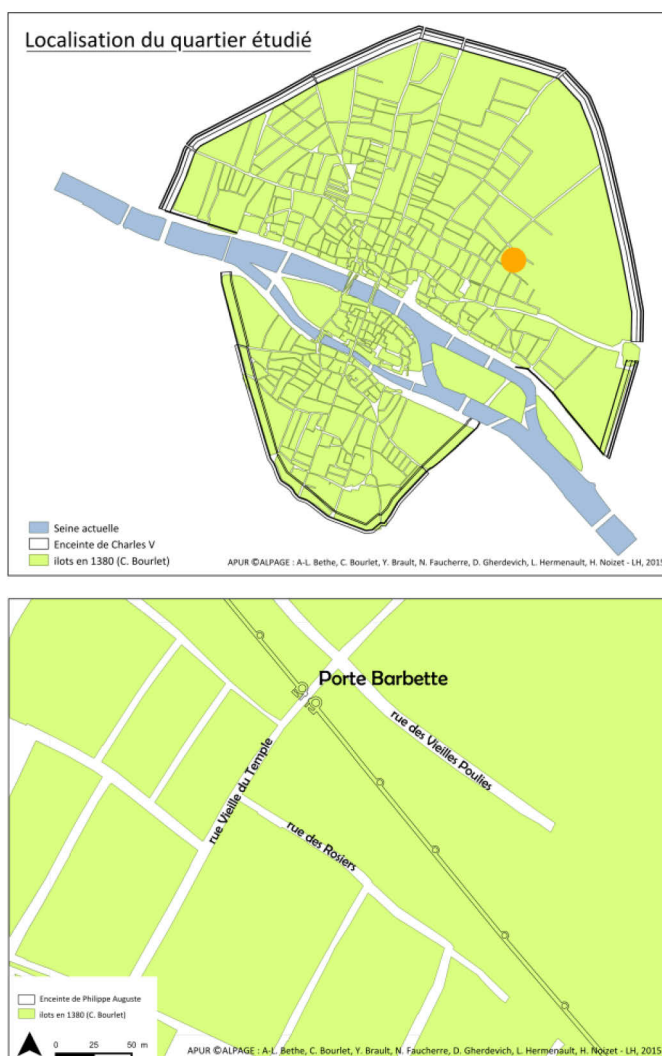 Localisation du quartier étudié
Seine actuelle
Enceinte de Charles V
ilots en 1380 (C. Bourlet)
APUR ©ALPAGE : A-L. Bethe, C. Bourlet, Y. Brault, N. Faucherre, D. Gherdevich, L. Hermenault, H. Noizet - LH, 2015
Porte Barbette
rue des Vieilles Poulies
rue Vieille du Temple
rue des Rosiers
Enceinte de Philippe Auguste
ilots en 1380 (C. Bourlet)
0 25 50 m
APUR ©ALPAGE : A-L. Bethe, C. Bourlet, Y. Brault, N. Faucherre, D. Gherdevich, L. Hermenault, H. Noizet - LH, 2015